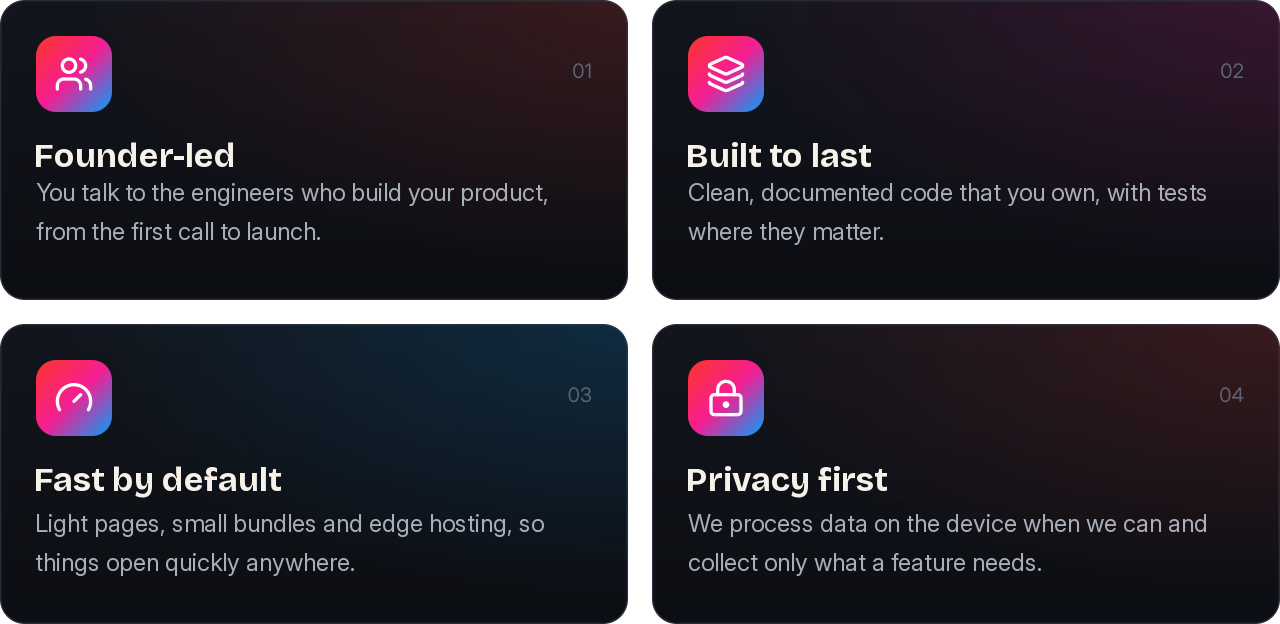 01
Founder-led
You talk to the engineers who build your product,
from the first call to launch.
02
Built to last
Clean, documented code that you own, with tests
where they matter.
03
Fast by default
Light pages, small bundles and edge hosting, so
things open quickly anywhere.
04
Privacy first
We process data on the device when we can and
collect only what a feature needs.